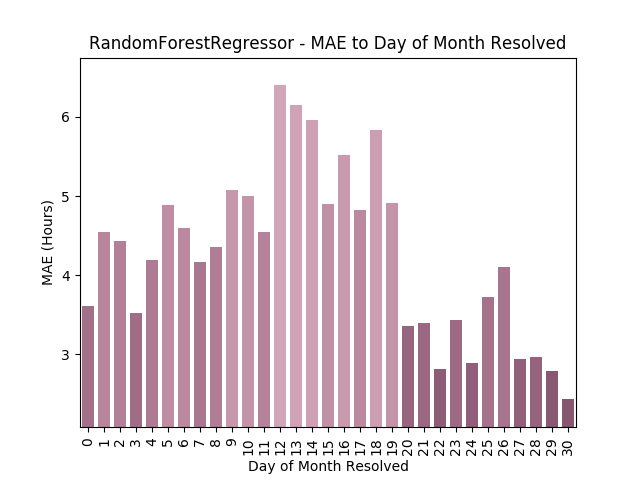 RandomForestRegressor - MAE to Day of Month Resolved
6
5
4
3
MAE (Hours)
0 1 2 3 4 5 6 7 8 9 10 11 12 13 14 15 16 17 18 19 20 21 22 23 24 25 26 27 28 29 30
Day of Month Resolved